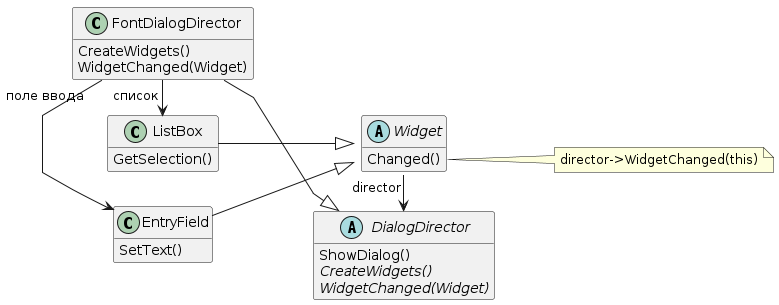 C FontDialogDirector
CreateWidgets()
WidgetChanged(Widget)
поле ввода
список
C ListBox
GetSelection()
A Widget
Changed()
director->WidgetChanged(this)
director
C EntryField
SetText()
A DialogDirector
ShowDialog()
CreateWidgets()
WidgetChanged(Widget)